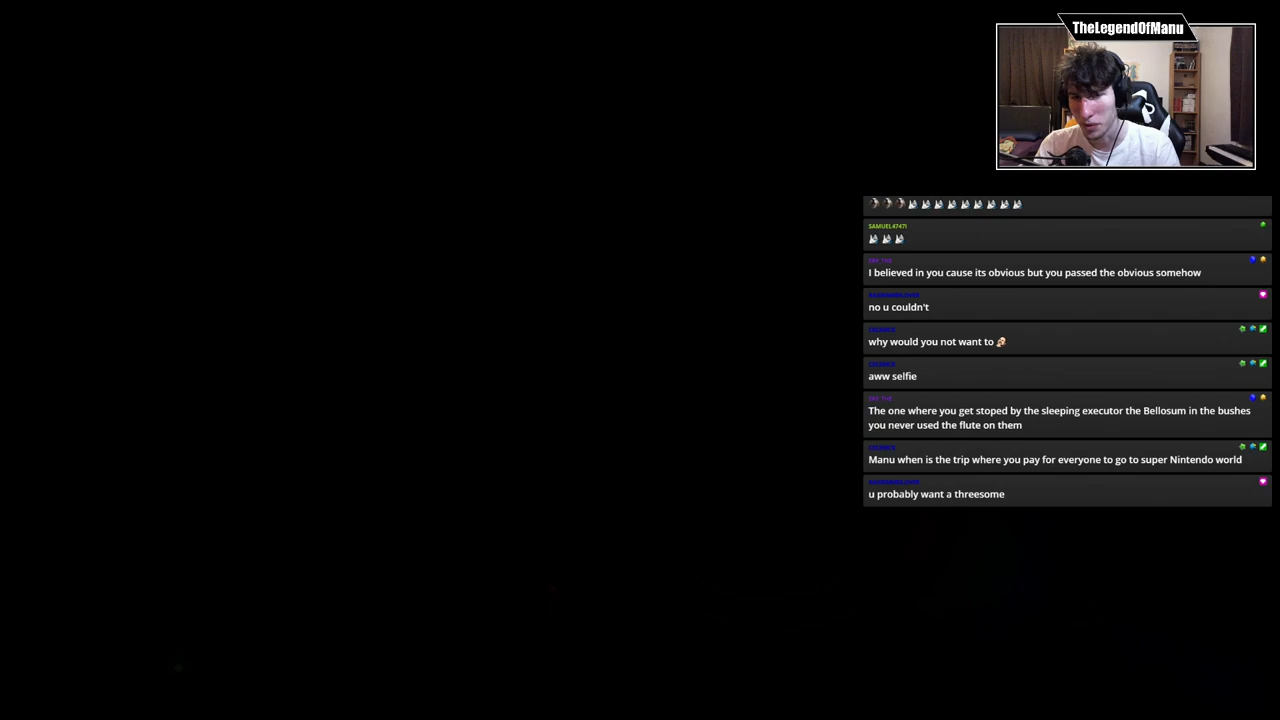 TheLegendOfManu
SAMUEL4747I
I believed in you cause its obvious but you passed the obvious somehow
no u couldn't
why would you not want to
aww selfie
The one where you get stoped by the sleeping executor the Bellosum in the bushes
you never used the flute on them
Manu when is the trip where you pay for everyone to go to super Nintendo world
u probably want a threesome